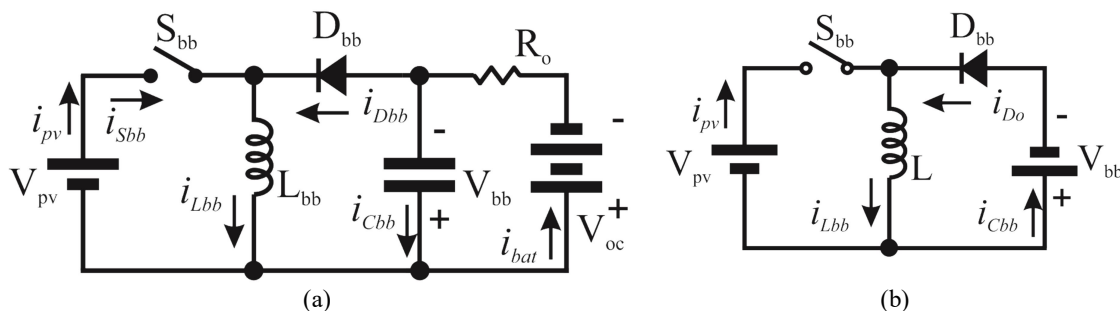 S_bb D_bb R_o
i_pv i_Sbb i_Dbb -
V_pv i_Lbb L_bb i_Cbb V_bb + i_bat V_oc + -
(a)
S_bb D_bb
i_pv i_Do -
V_pv i_Lbb L i_Cbb V_bb +
(b)